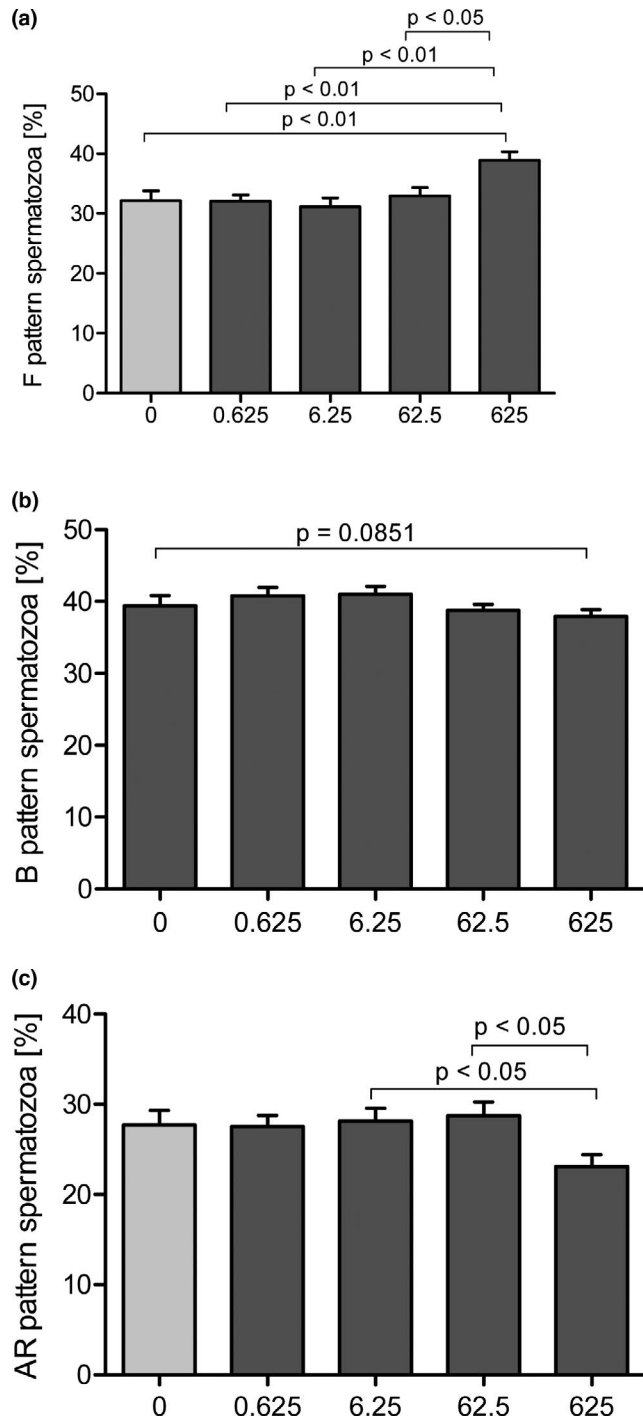 (a)
p < 0.05
p < 0.01
p < 0.01
p < 0.01
F pattern spermatozoa [%]
50
40
30
20
10
0
0 0.625 6.25 62.5 625
(b)
p = 0.0851
B pattern spermatozoa [%]
50
40
30
20
10
0
0 0.625 6.25 62.5 625
(c)
p < 0.05
p < 0.05
AR pattern spermatozoa [%]
40
30
20
10
0
0 0.625 6.25 62.5 625